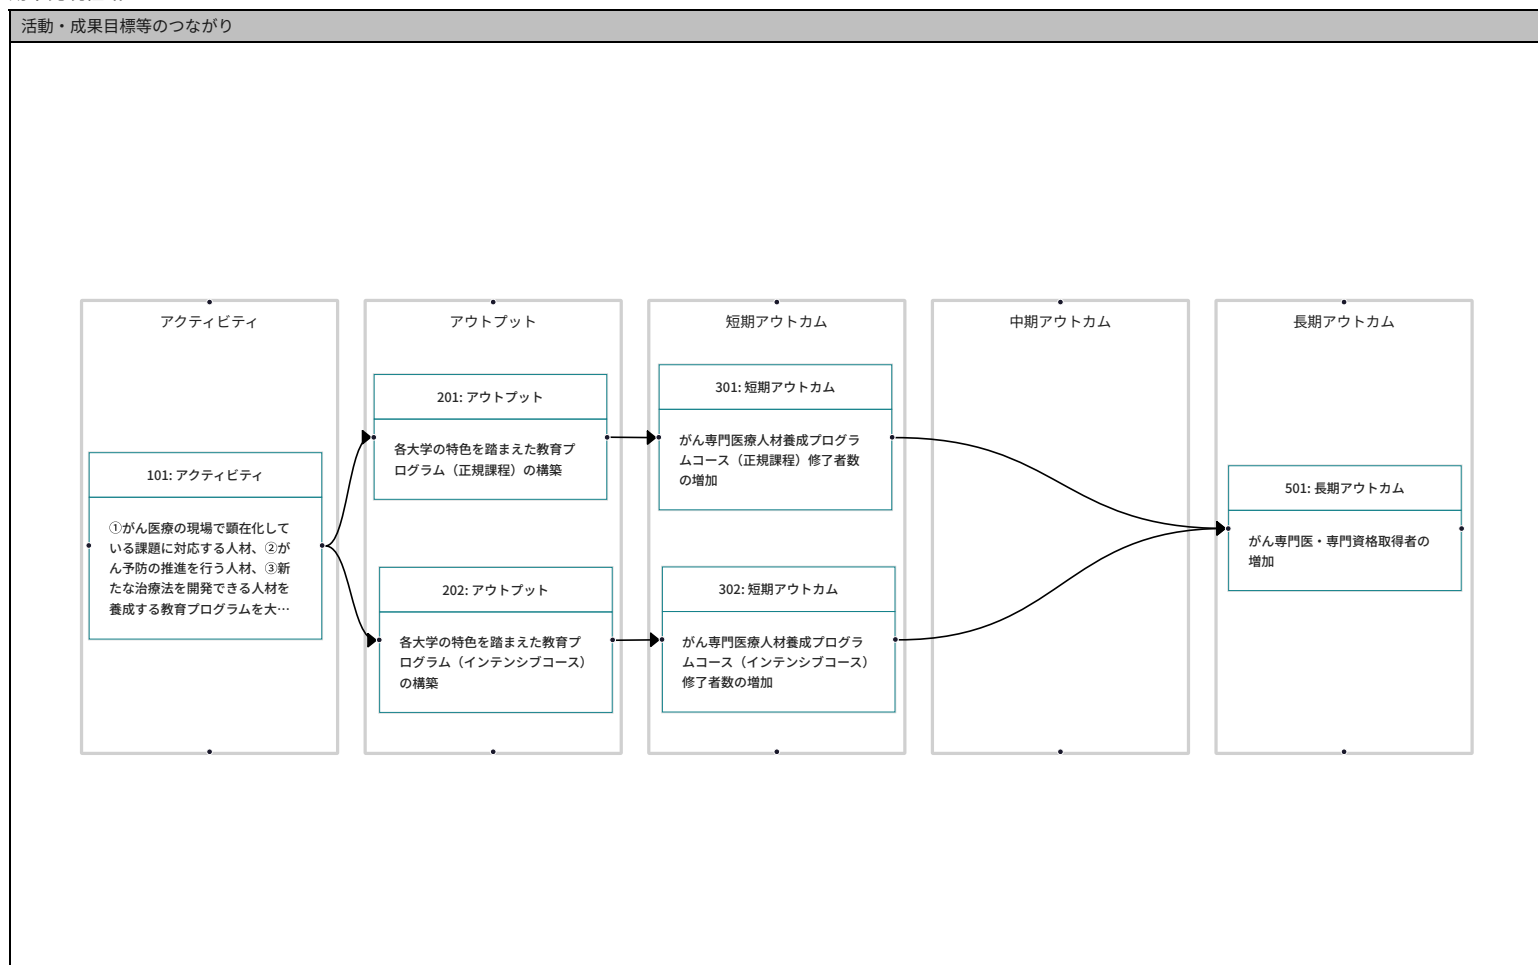 活動・成果目標等のつながり
アクティビティ
アウトプット
短期アウトカム
中期アウトカム
長期アウトカム
101: アクティビティ
①がん医療の現場で顕在化して
いる課題に対応する人材、②が
ん予防の推進を行う人材、③新
たな治療法を開発できる人材を
養成する教育プログラムを大…
201: アウトプット
各大学の特色を踏まえた教育プ
ログラム（正規課程）の構築
202: アウトプット
各大学の特色を踏まえた教育プ
ログラム（インテンシブコース）
の構築
301: 短期アウトカム
がん専門医療人材養成プログラ
ムコース（正規課程）修了者数
の増加
302: 短期アウトカム
がん専門医療人材養成プログラ
ムコース（インテンシブコース）
修了者数の増加
501: 長期アウトカム
がん専門医・専門資格取得者の
増加